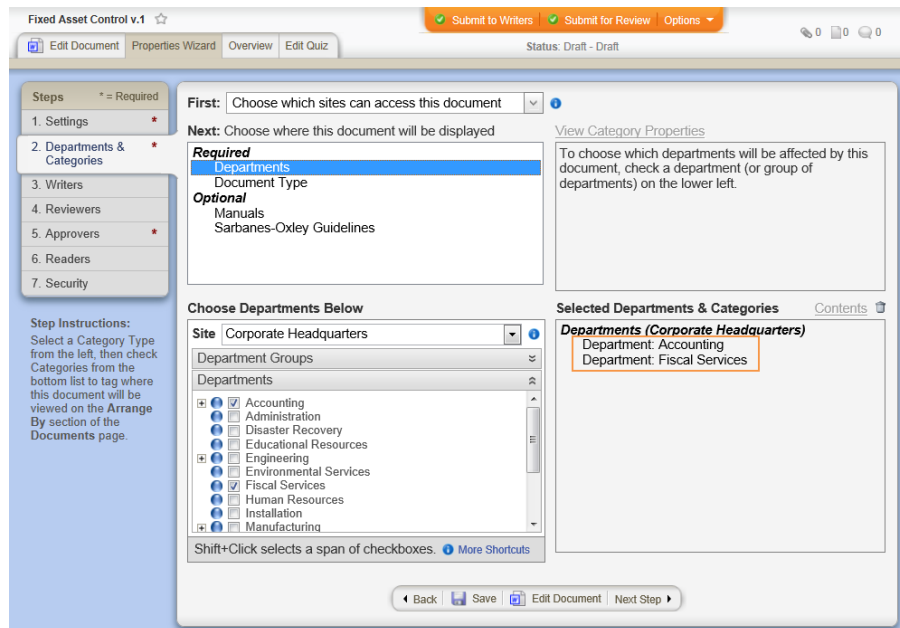 Fixed Asset Control v.1
Submit to Writers Submit for Review Options
0 0 0
Edit Document Properties Wizard Overview Edit Quiz
Status: Draft - Draft
Steps * = Required
1. Settings *
2. Departments & *
Categories
3. Writers
4. Reviewers
5. Approvers *
6. Readers
7. Security
Step Instructions:
Select a Category Type
from the left, then check
Categories from the
bottom list to tag where
this document will be
viewed on the Arrange
By section of the
Documents page.
First: Choose which sites can access this document
Next: Choose where this document will be displayed
Required
Departments
Document Type
Optional
Manuals
Sarbanes-Oxley Guidelines
View Category Properties
To choose which departments will be affected by this
document, check a department (or group of
departments) on the lower left.
Choose Departments Below
Site Corporate Headquarters
Department Groups
Departments
Accounting
Administration
Disaster Recovery
Educational Resources
Engineering
Environmental Services
Fiscal Services
Human Resources
Installation
Manufacturing
Shift+Click selects a span of checkboxes. More Shortcuts
Selected Departments & Categories Contents
Departments (Corporate Headquarters)
Department: Accounting
Department: Fiscal Services
Back Save Edit Document Next Step